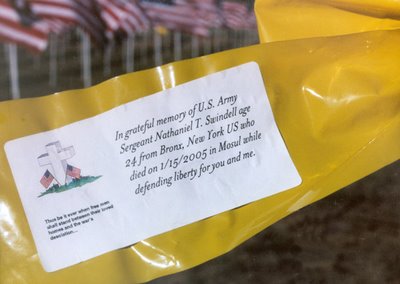 In grateful memory of U.S. Army
Sergeant Nathaniel T. Swindell age
24 from Bronx, New York US who
died on 1/15/2005 in Mosul while
defending liberty for you and me.
Thus be it ever when free men
shall stand between their loved
homes and the war's
desolation...